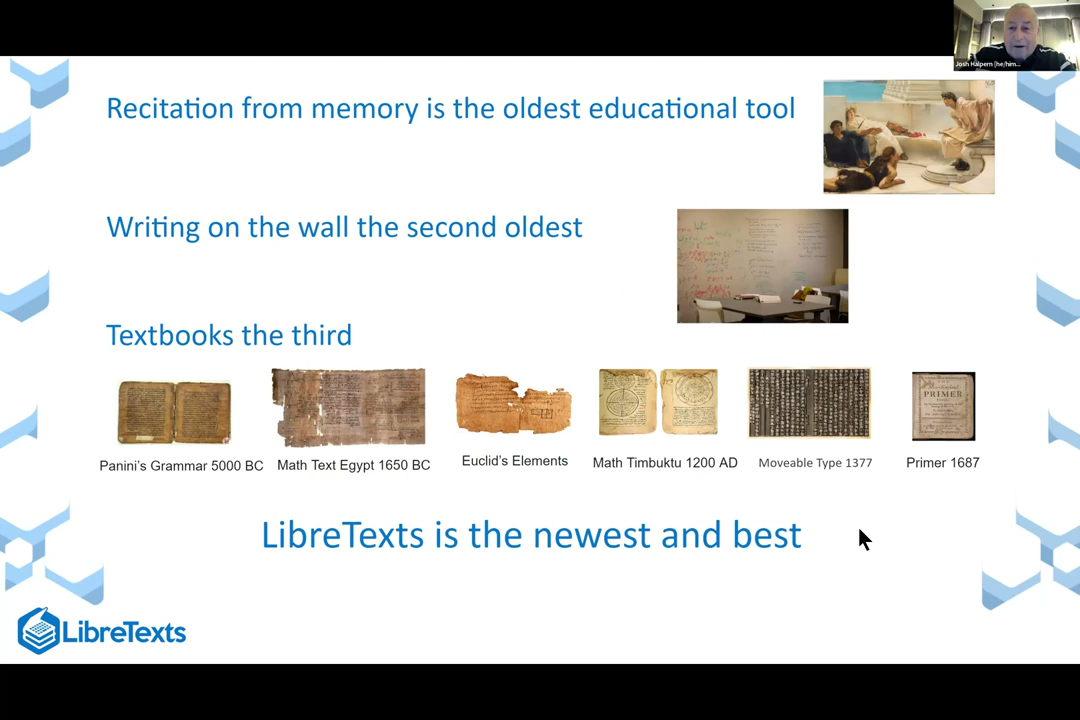 Josh Halpern [he/him...
Recitation from memory is the oldest educational tool
Writing on the wall the second oldest
Textbooks the third
PRIMER
Panini's Grammar 5000 BC
Math Text Egypt 1650 BC
Euclid's Elements
Math Timbuktu 1200 AD
Moveable Type 1377
Primer 1687
LibreTexts is the newest and best
LibreTexts